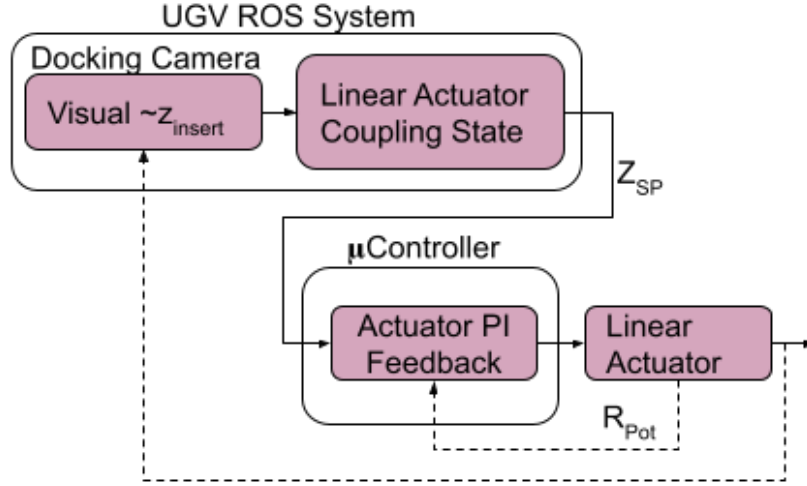 UGV ROS System
Docking Camera
Visual ~z_insert
Linear Actuator
Coupling State
Z_SP
μController
Actuator PI
Feedback
Linear
Actuator
R_Pot